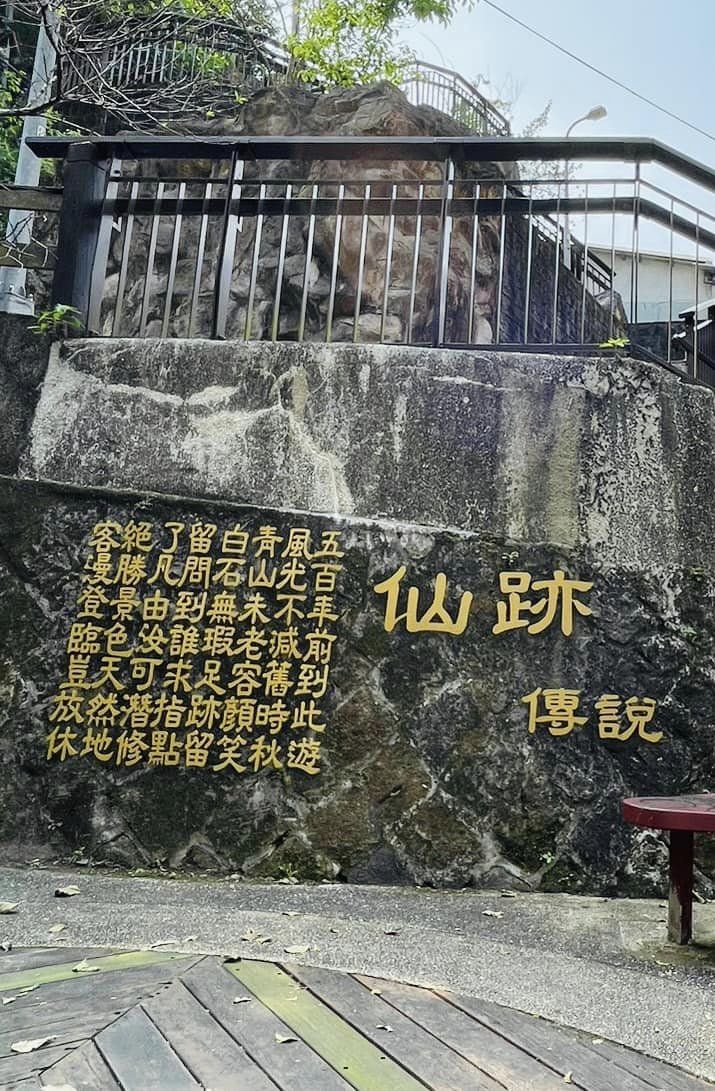 仙跡
傳說
五百年前到此遊
風光不減舊時秋
青山未老容顏笑
白石無瑕足跡留
留問到誰求指點
了凡由汝可潛修
絕勝景色天然地
客漫登臨豈放休